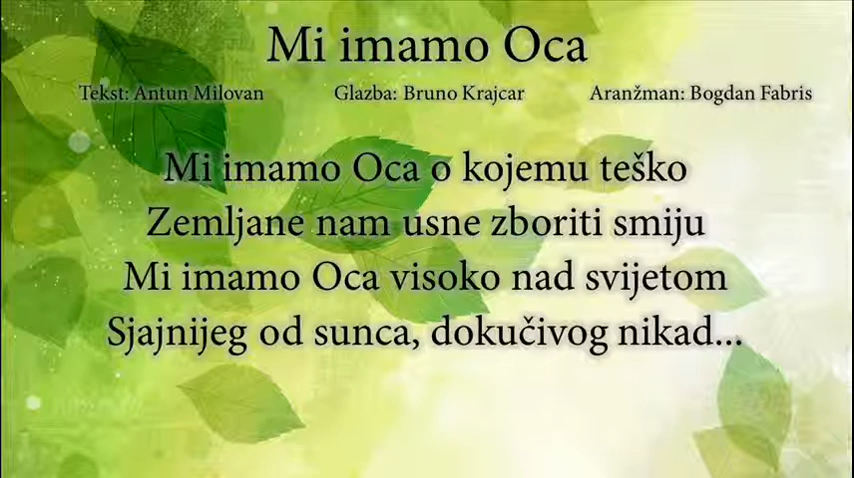 Mi imamo Oca
Tekst: Antun Milovan Glazba: Bruno Krajcar Aranžman: Bogdan Fabris
Mi imamo Oca o kojemu teško
Zemljane nam usne zboriti smiju
Mi imamo Oca visoko nad svijetom
Sjajnijeg od sunca, dokučivog nikad...